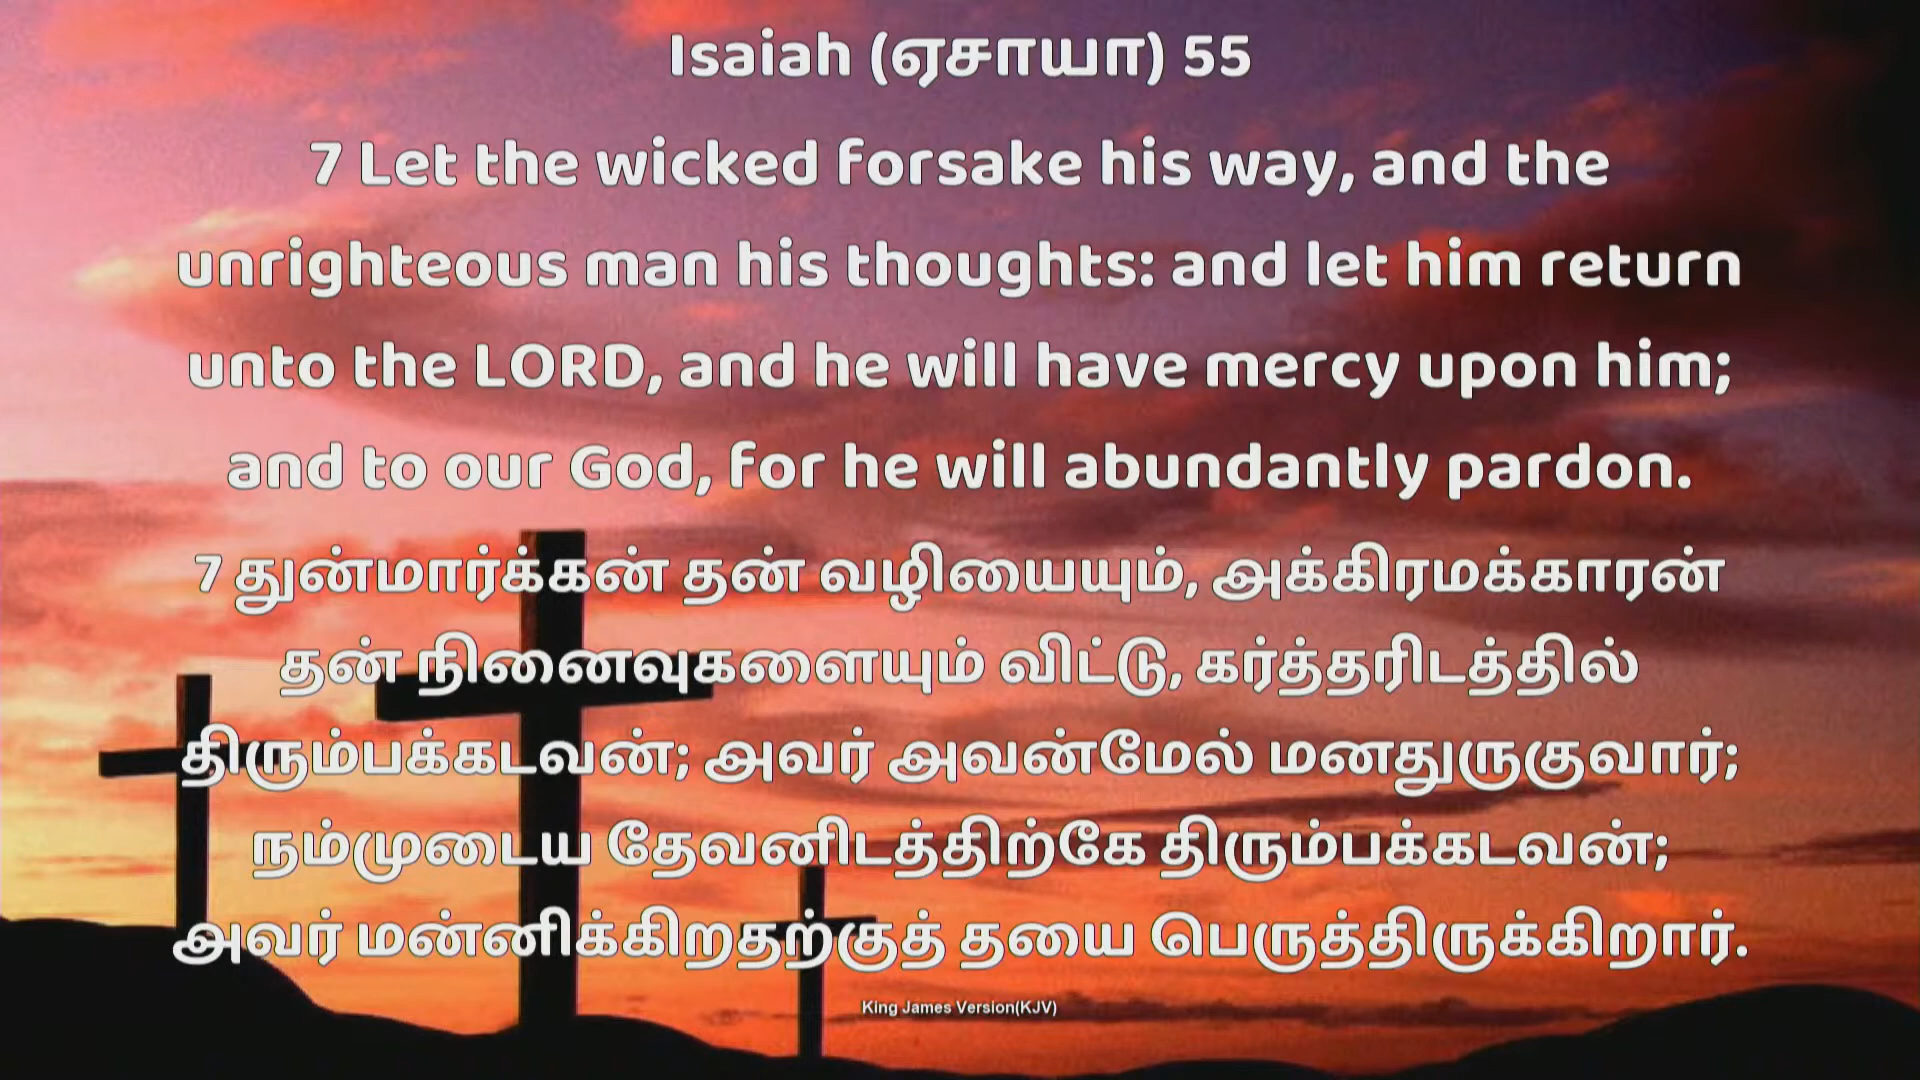 Isaiah (ஏசாயா) 55
7 Let the wicked forsake his way, and the
unrighteous man his thoughts: and let him return
unto the LORD, and he will have mercy upon him;
and to our God, for he will abundantly pardon.
7 துன்மார்க்கன் தன் வழியையும், அக்கிரமக்காரன்
தன் நினைவுகளையும் விட்டு, கர்த்தரிடத்தில்
திரும்பக்கடவன்; அவர் அவன்மேல் மனதுருகுவார்;
நம்முடைய தேவனிடத்திற்கே திரும்பக்கடவன்;
அவர் மன்னிக்கிறதற்குத் தயை பெருத்திருக்கிறார்.
King James Version(KJV)